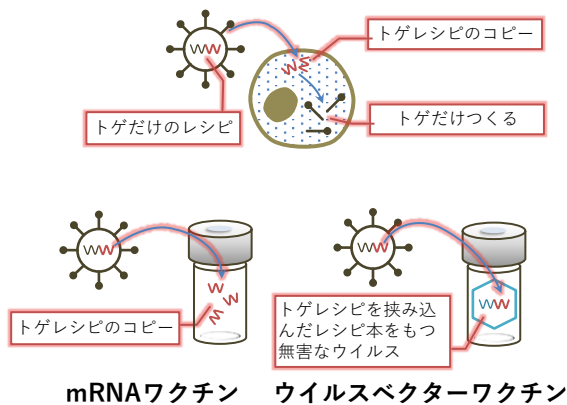 トゲレシピのコピー
トゲだけのレシピ
トゲだけつくる
トゲレシピのコピー
トゲレシピを挟み込
んだレシピ本をもつ
無害なウイルス
mRNAワクチン
ウイルスベクターワクチン